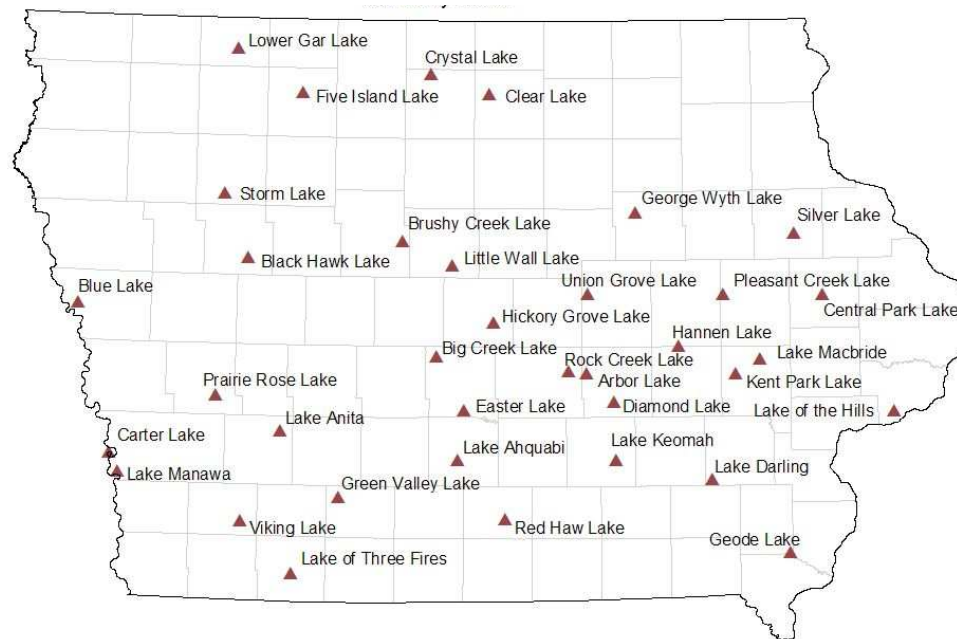 Lower Gar Lake
Crystal Lake
Five Island Lake
Clear Lake
Storm Lake
George Wyth Lake
Silver Lake
Brushy Creek Lake
Black Hawk Lake
Little Wall Lake
Blue Lake
Union Grove Lake
Pleasant Creek Lake
Central Park Lake
Hickory Grove Lake
Hannen Lake
Big Creek Lake
Rock Creek Lake
Lake Macbride
Prairie Rose Lake
Arbor Lake
Kent Park Lake
Easter Lake
Diamond Lake
Lake of the Hills
Lake Anita
Carter Lake
Lake Ahquabi
Lake Keomah
Lake Manawa
Lake Darling
Green Valley Lake
Viking Lake
Red Haw Lake
Geode Lake
Lake of Three Fires